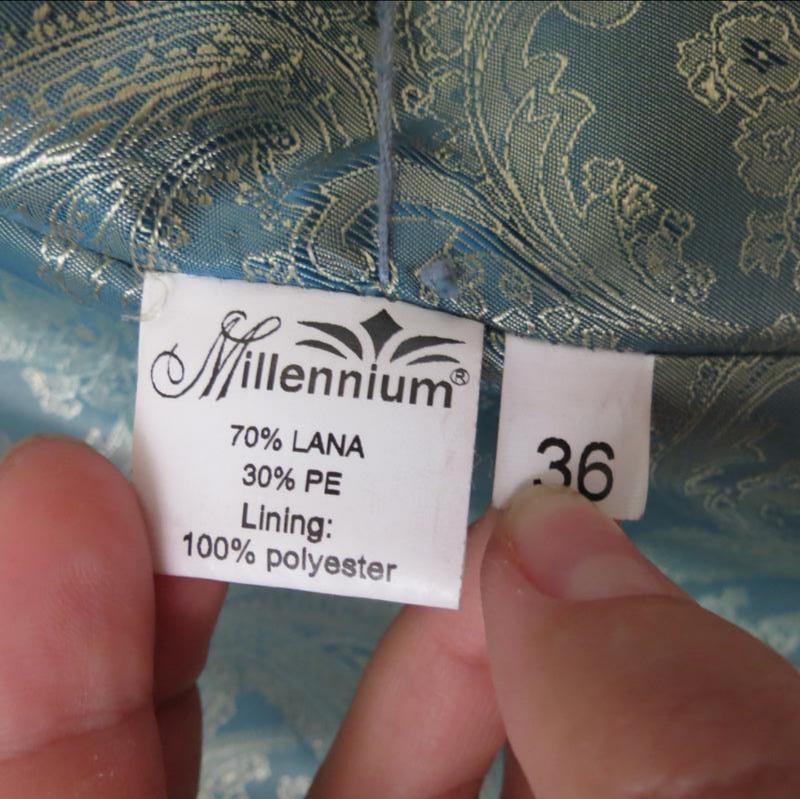 Millennium®
70% LANA
30% PE
Lining:
100% polyester
36